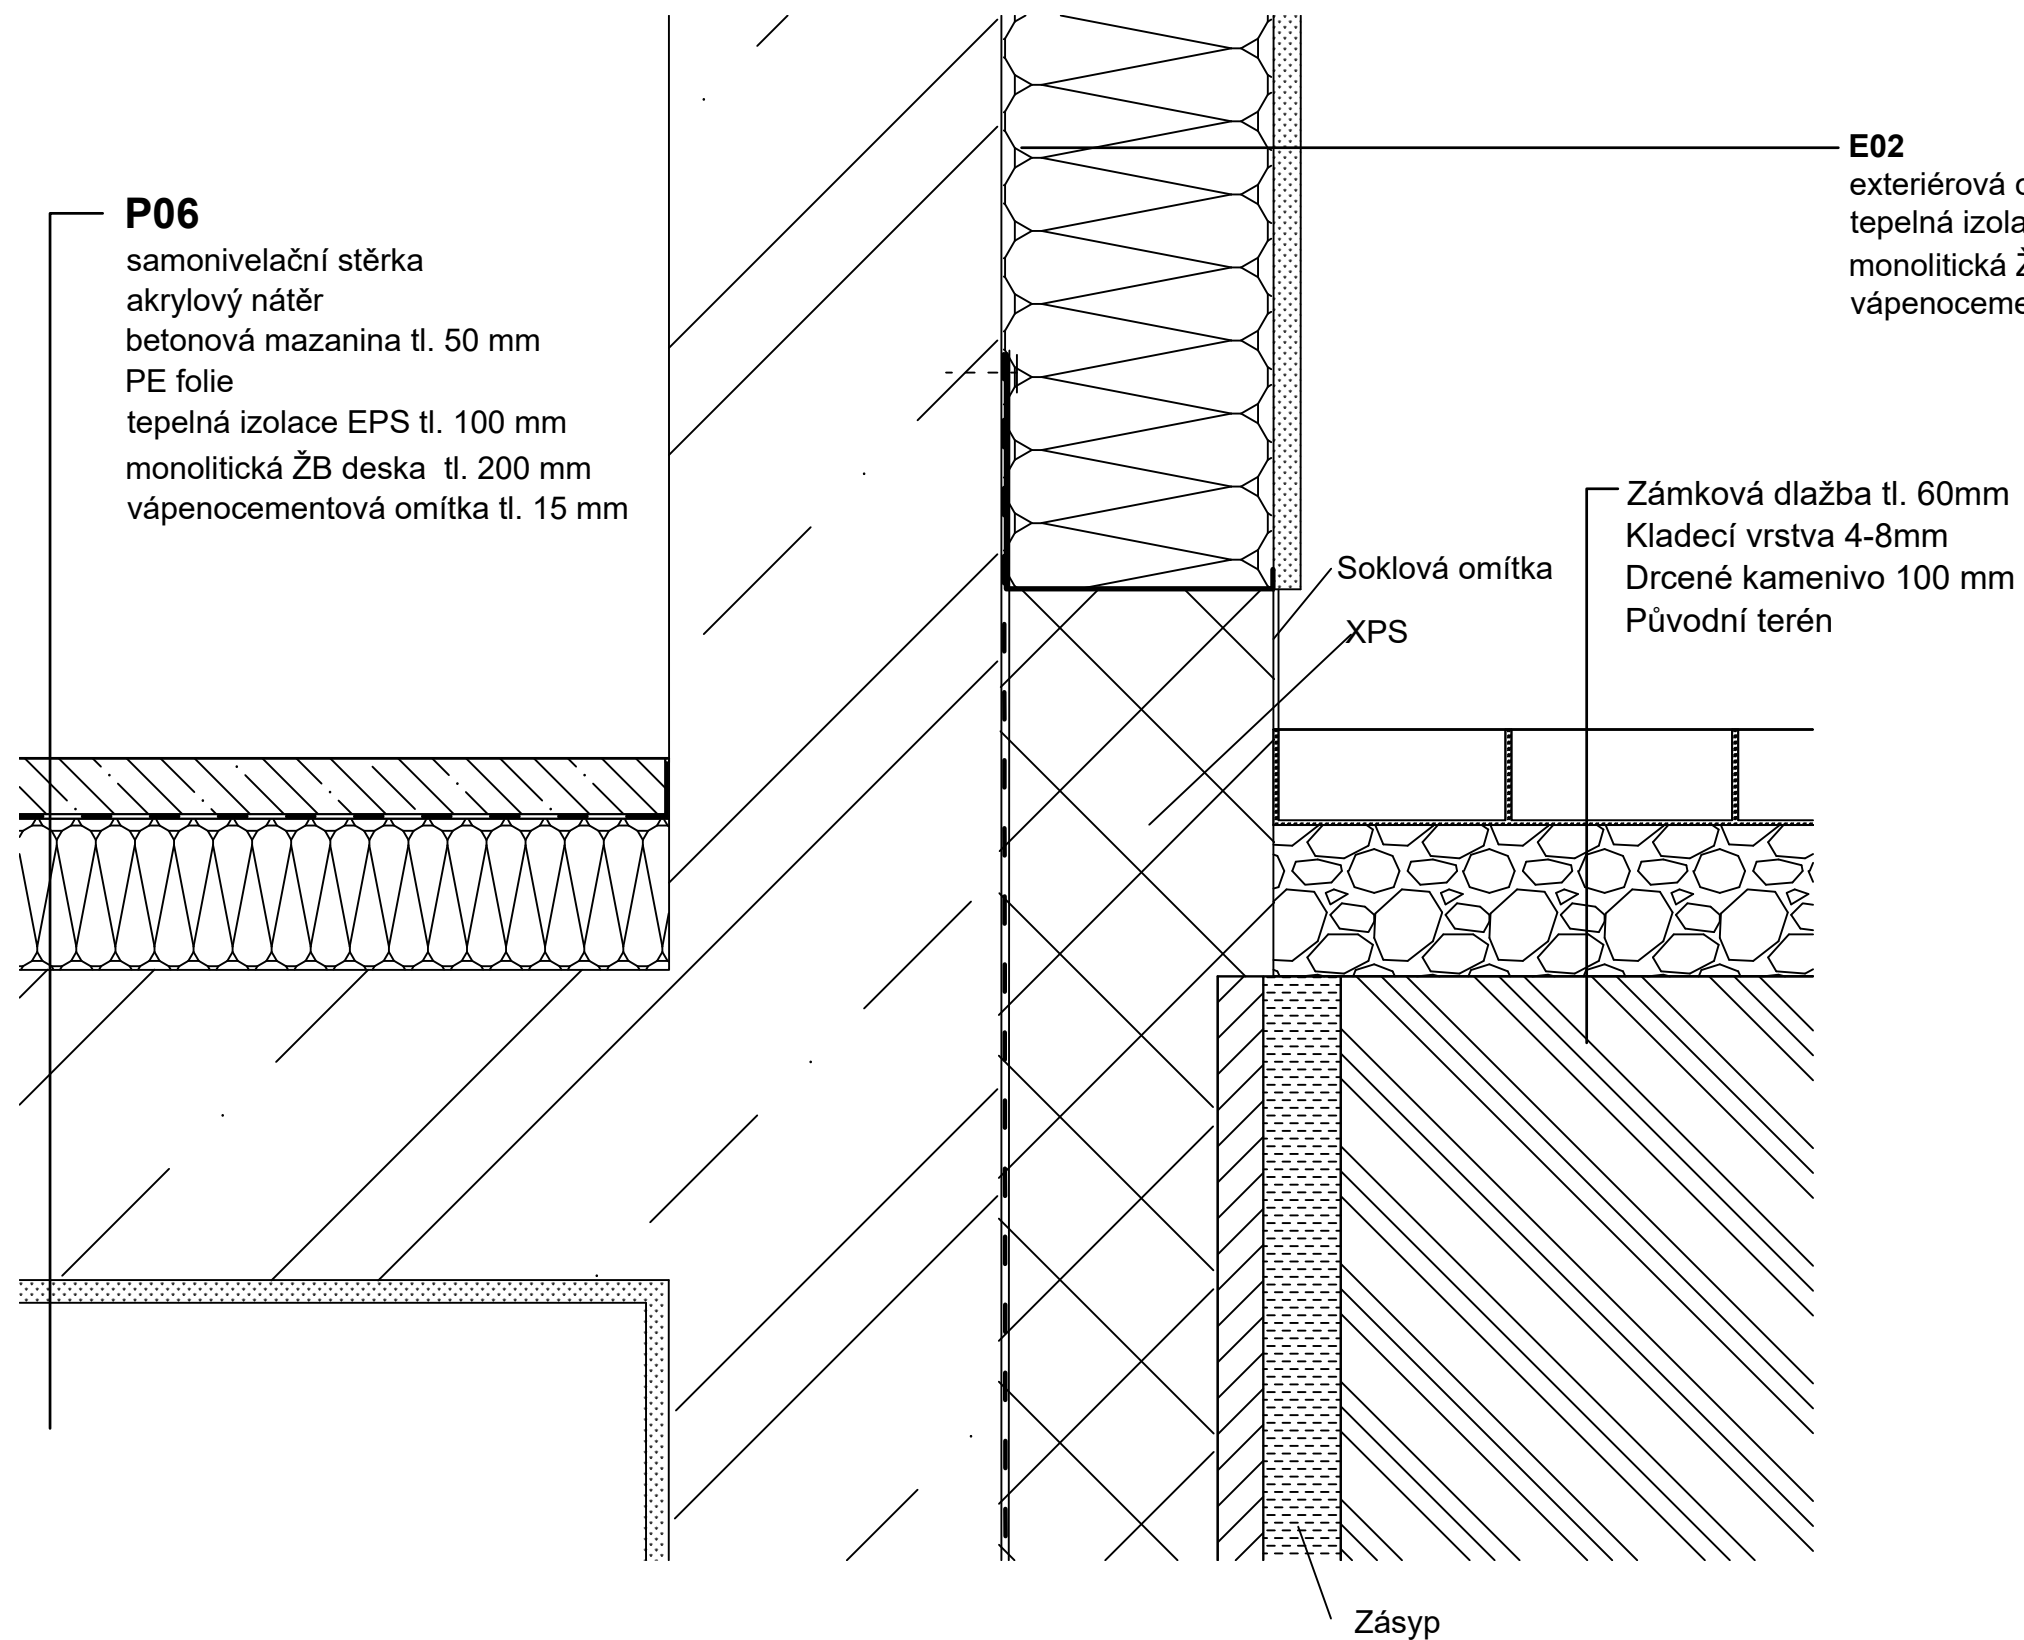 P06
samonivelační stěrka
akrylový nátěr
betonová mazanina tl. 50 mm
PE folie
tepelná izolace EPS tl. 100 mm
monolitická ŽB deska tl. 200 mm
vápenocementová omítka tl. 15 mm
E02
exteriérová
tepelná
monolitická
Zámková dlažba tl. 60mm
Kladecí vrstva 4-8mm
Drcené kamenivo 100 mm
Původní terén
Soklová omítka
XPS
Zásyp